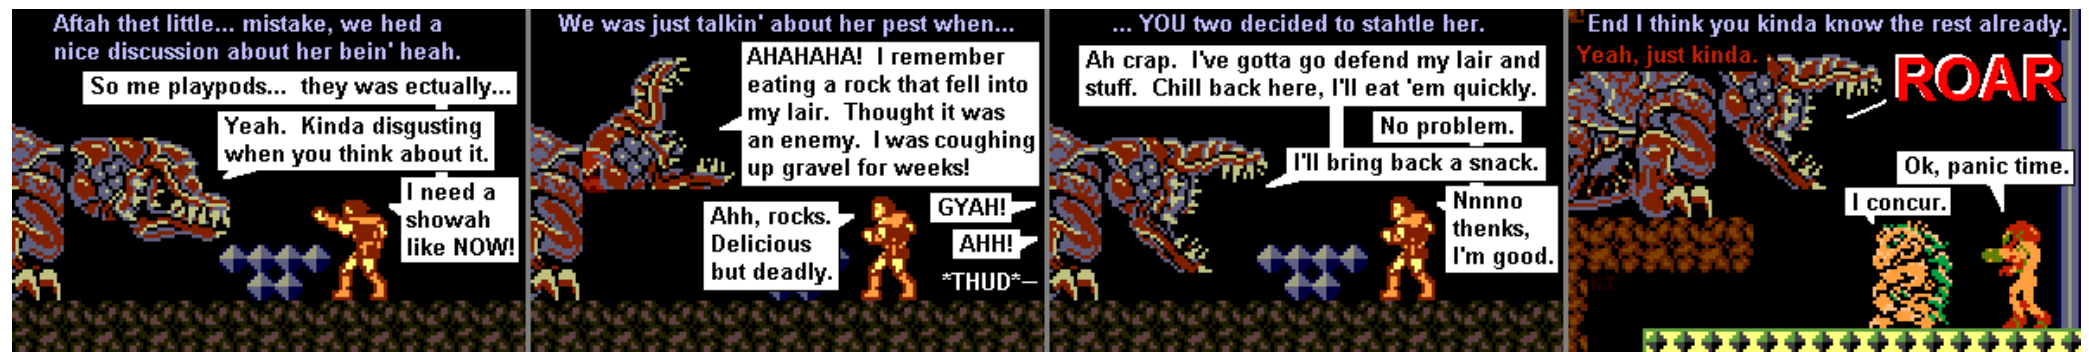 Aftah thet little... mistake, we hed a
nice discussion about her bein' heah.
So me playpods... they was ectually...
Yeah. Kinda disgusting
when you think about it.
I need a
showah
like NOW!
We was just talkin' about her pest when...
AHAHAHA! I remember
eating a rock that fell into
my lair. Thought it was
an enemy. I was coughing
up gravel for weeks!
Ahh, rocks.
Delicious
but deadly.
GYAH!
AHH!
*THUD*
... YOU two decided to stahtle her.
Ah crap. I've gotta go defend my lair and
stuff. Chill back here, I'll eat 'em quickly.
No problem.
I'll bring back a snack.
Nnnno
thenks,
I'm good.
End I think you kinda know the rest already.
Yeah, just kinda.
ROAR
Ok, panic time.
I concur.